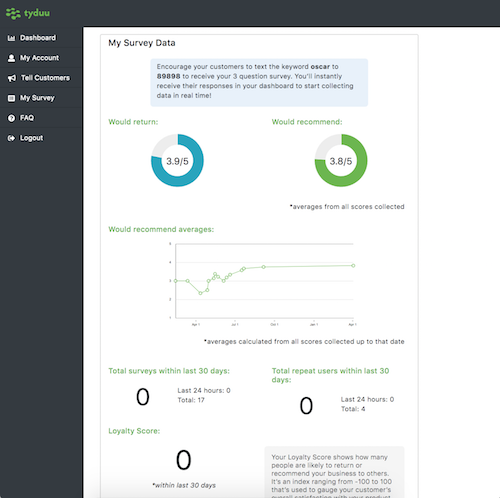 tyduu
Dashboard
My Account
Tell Customers
My Survey
FAQ
Logout
My Survey Data
Encourage your customers to text the keyword oscar to
89898 to receive your 3 question survey. You'll instantly
receive their responses in your dashboard to start collecting
data in real time!
Would return:
Would recommend:
3.9/5
3.8/5
*averages from all scores collected
Would recommend averages:
5
4
3
2
1
Apr 1
Jul 1
Oct 1
Jan 1
Apr 1
*averages calculated from all scores collected up to that date
Total surveys within last 30 days:
0
Last 24 hours: 0
Total: 17
Total repeat users within last 30
days:
0
Last 24 hours: 0
Total: 4
Loyalty Score:
0
*within last 30 days
Your Loyalty Score shows how many
people are likely to return or
recommend your business to others.
It's an index ranging from -100 to 100
that's used to gauge your customer's
overall satisfaction with your product